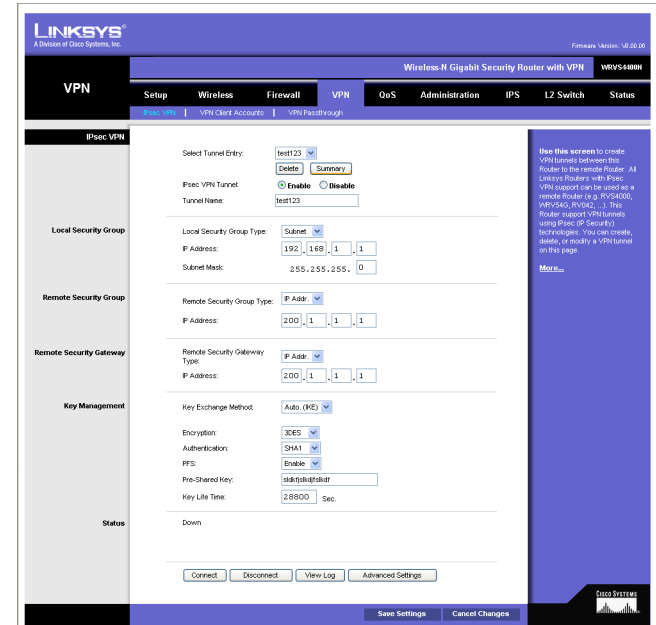 LINKSYS®
A Division of Cisco Systems, Inc.
Firmware Version: V0.00.06
Wireless-N Gigabit Security Router with VPN WRVS4400N
VPN
Setup Wireless Firewall VPN QoS Administration IPS L2 Switch Status
IPsec VPN | VPN Client Accounts | VPN Passthrough
IPsec VPN
Select Tunnel Entry: test123
Delete Summary
IPsec VPN Tunnel: Enable Disable
Tunnel Name: test123
Local Security Group
Local Security Group Type: Subnet
IP Address: 192 . 168 . 1 . 1
Subnet Mask: 255.255.255. 0
Remote Security Group
Remote Security Group Type: IP Addr.
IP Address: 200 . 1 . 1 . 1
Remote Security Gateway
Remote Security Gateway
Type: IP Addr.
IP Address: 200 . 1 . 1 . 1
Key Management
Key Exchange Method: Auto. (IKE)
Encryption: 3DES
Authentication: SHA1
PFS: Enable
Pre-Shared Key: sldkfjslkdjfslkdf
Key Life Time: 28800 Sec.
Status
Down
Connect Disconnect View Log Advanced Settings
Save Settings Cancel Changes
Use this screen to create
VPN tunnels between this
Router to the remote Router. All
Linksys Routers with IPsec
VPN support can be used as a
remote Router (e.g. RVS4000,
WRV54G, RV042, ...). This
Router support VPN tunnels
using IPsec (IP Security)
technologies. You can create,
delete, or modify a VPN tunnel
on this page.
More...
CISCO SYSTEMS